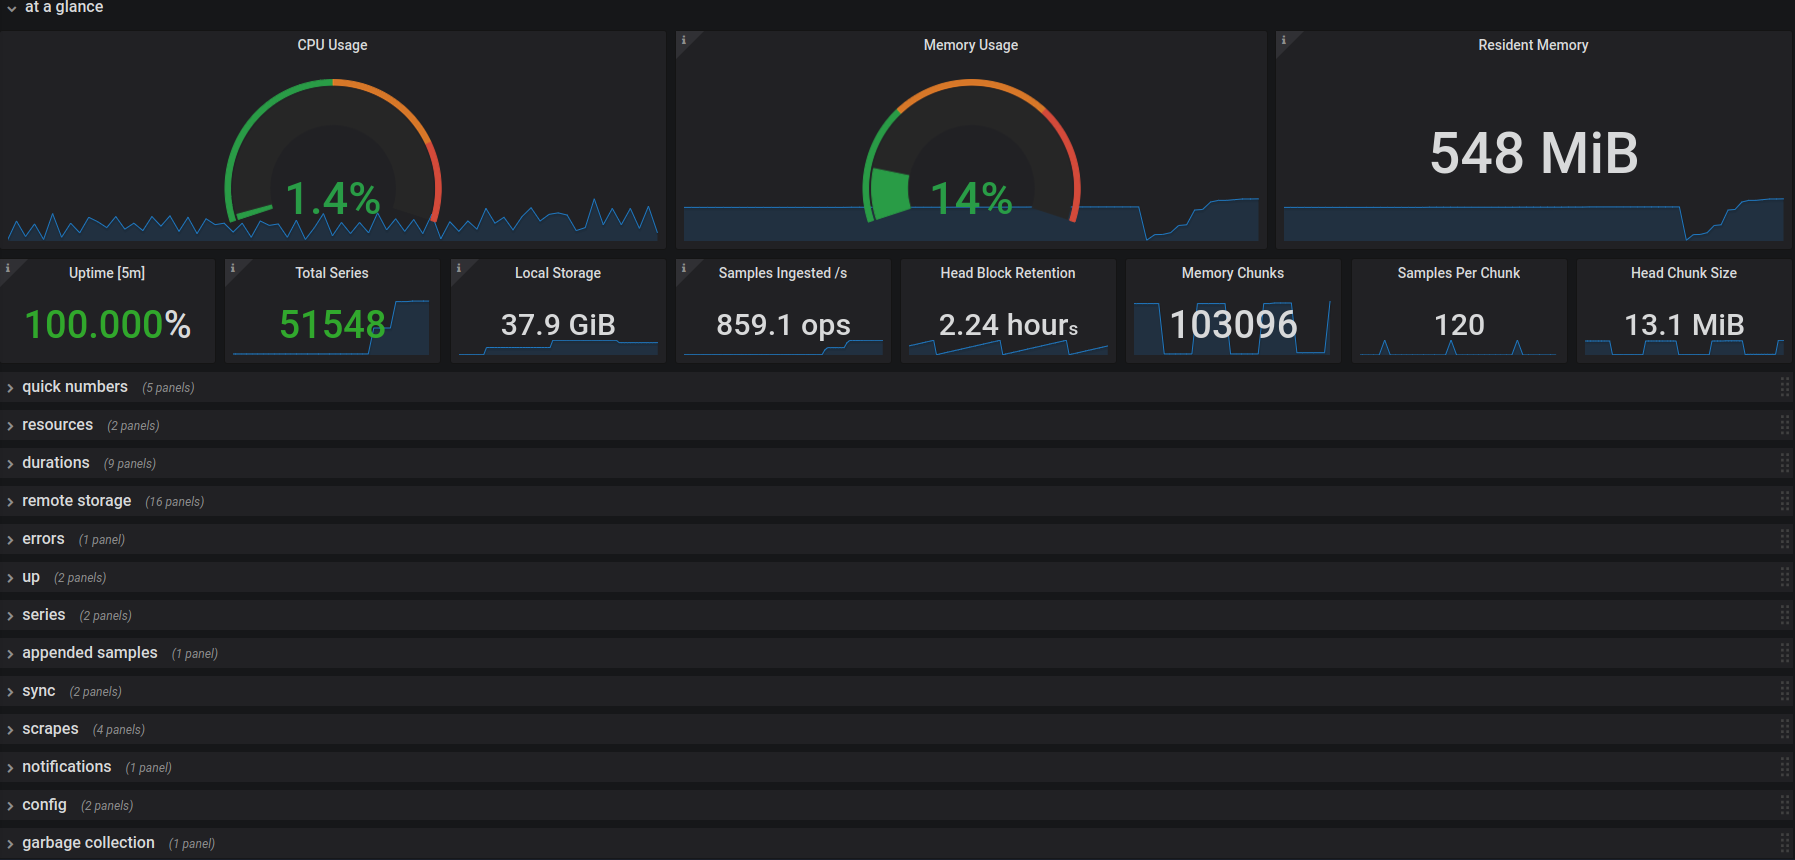 at a glance
CPU Usage
1.4%
Memory Usage
14%
Resident Memory
548 MiB
Uptime [5m]
100.000%
Total Series
51548
Local Storage
37.9 GiB
Samples Ingested /s
859.1 ops
Head Block Retention
2.24 hours
Memory Chunks
103096
Samples Per Chunk
120
Head Chunk Size
13.1 MiB
quick numbers (5 panels)
resources (2 panels)
durations (9 panels)
remote storage (16 panels)
errors (1 panel)
up (2 panels)
series (2 panels)
appended samples (1 panel)
sync (2 panels)
scrapes (4 panels)
notifications (1 panel)
config (2 panels)
garbage collection (1 panel)